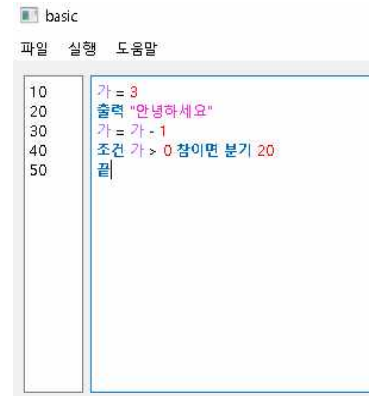 basic
파일 실행 도움말
10 가 = 3
20 출력 "안녕하세요"
30 가 = 가 - 1
40 조건 가 > 0 참이면 분기 20
50 끝